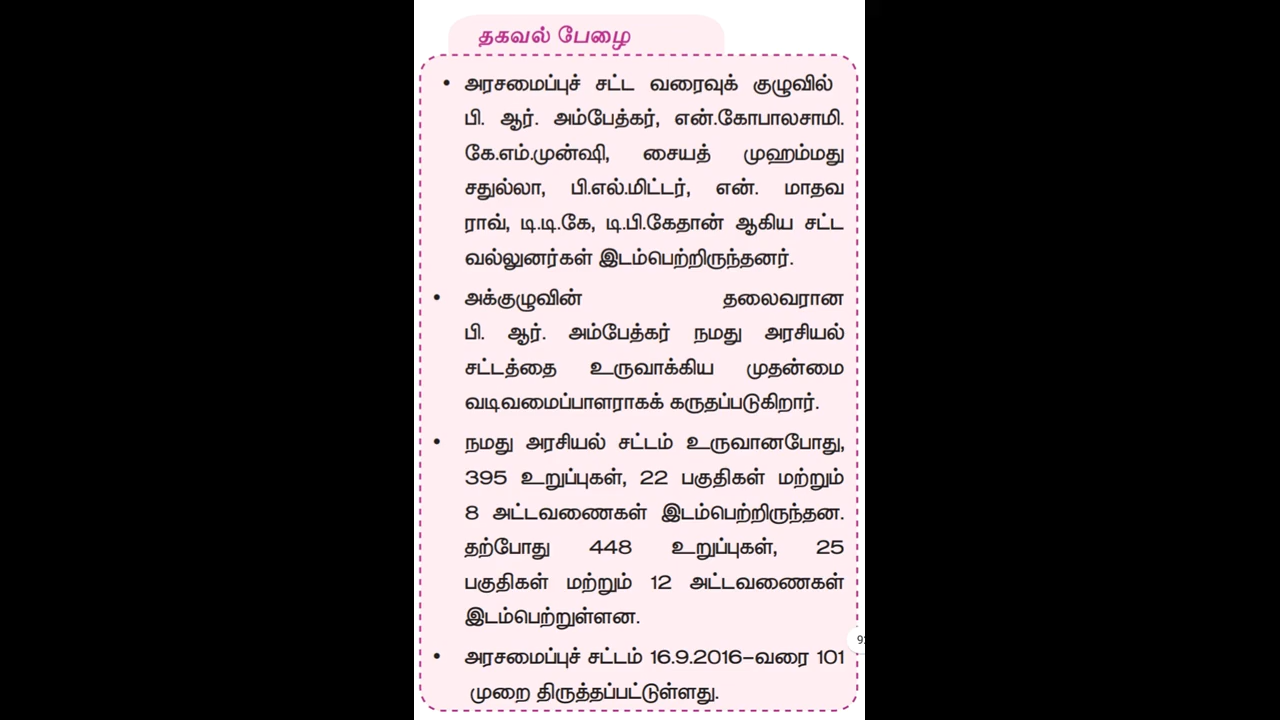 தகவல் பேழை
• அரசமைப்புச் சட்ட வரைவுக் குழுவில்
பி. ஆர். அம்பேத்கர், என்.கோபாலசாமி.
கே.எம்.முன்ஷி, சையத் முஹம்மது
சதுல்லா, பி.எல்.மிட்டர், என். மாதவ
ராவ், டி.டி.கே, டி.பி.கேதான் ஆகிய சட்ட
வல்லுனர்கள் இடம்பெற்றிருந்தனர்.
• அக்குழுவின் தலைவரான
பி. ஆர். அம்பேத்கர் நமது அரசியல்
சட்டத்தை உருவாக்கிய முதன்மை
வடிவமைப்பாளராகக் கருதப்படுகிறார்.
• நமது அரசியல் சட்டம் உருவானபோது,
395 உறுப்புகள், 22 பகுதிகள் மற்றும்
8 அட்டவணைகள் இடம்பெற்றிருந்தன.
தற்போது 448 உறுப்புகள், 25
பகுதிகள் மற்றும் 12 அட்டவணைகள்
இடம்பெற்றுள்ளன.
• அரசமைப்புச் சட்டம் 16.9.2016–வரை 101
முறை திருத்தப்பட்டுள்ளது.